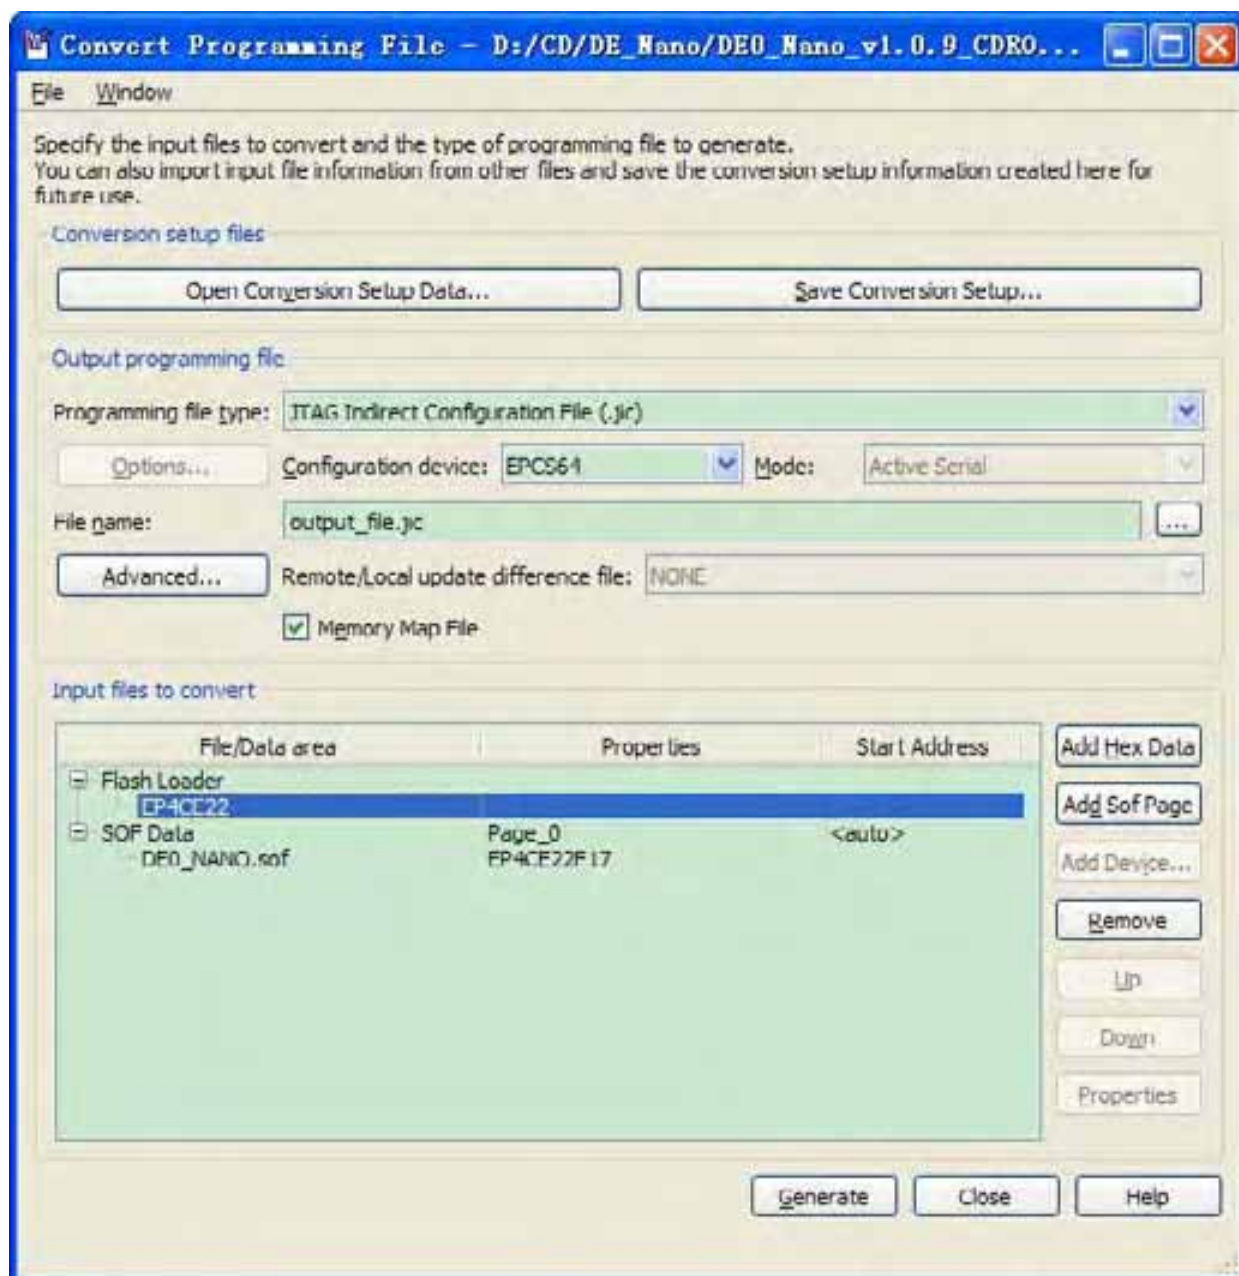 Convert Programming File - D:/CD/DE_Nano/DE0_Nano_v1.0.9_CDRO...
File Window
Specify the input files to convert and the type of programming file to generate.
You can also import input file information from other files and save the conversion setup information created here for
future use.
Conversion setup files
Open Conversion Setup Data... Save Conversion Setup...
Output programming file
Programming file type: JTAG Indirect Configuration File (.jic)
Options... Configuration device: EPCS64 Mode: Active Serial
File name: output_file.jic ...
Advanced... Remote/Local update difference file: NONE
Memory Map File
Input files to convert
File/Data area Properties Start Address Add Hex Data
Flash Loader
EP4CE22 Add Sof Page
SOF Data Page_0 <auto>
DE0_NANO.sof EP4CE22F17 Add Device...
Remove
Up
Down
Properties
Generate Close Help